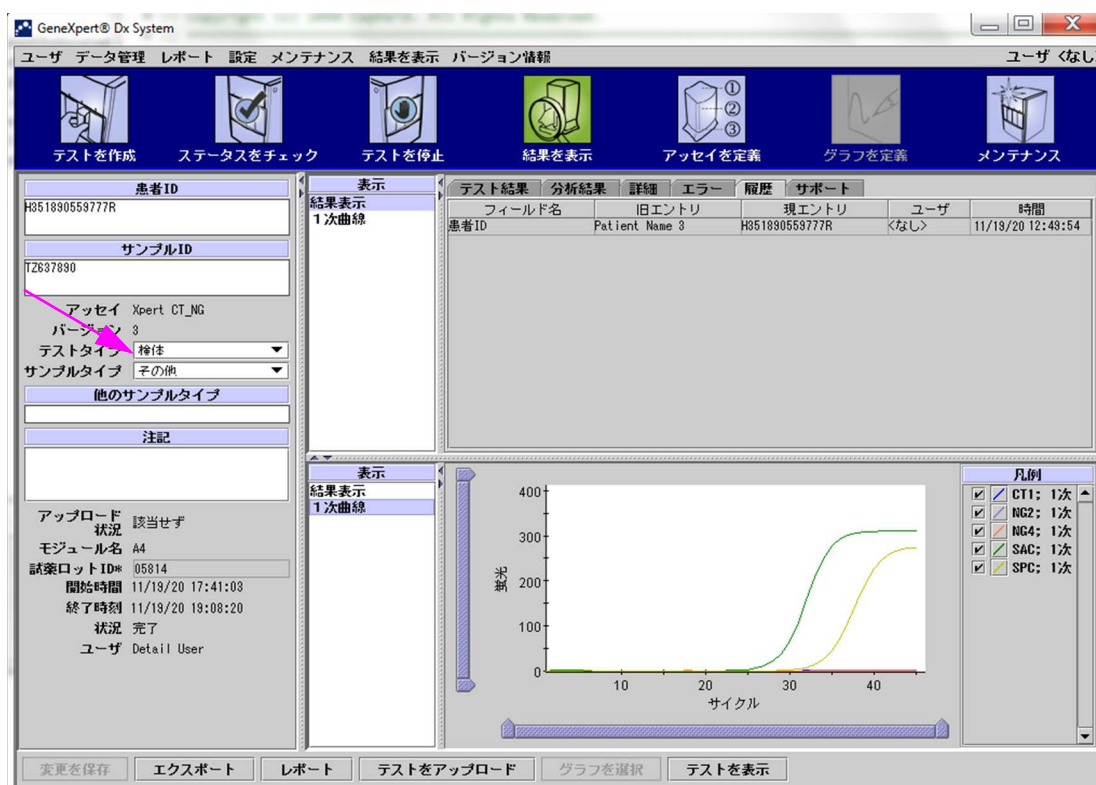 GeneXpert® Dx System
ユーザ データ管理 レポート 設定 メンテナンス 結果を表示 バージョン情報 ユーザ <なし>
テストを作成 ステータスをチェック テストを停止 結果を表示 アッセイを定義 グラフを定義 メンテナンス
患者ID
H351890559777R
サンプルID
TZ637890
アッセイ Xpert CT_NG
バージョン 3
テストタイプ 検体
サンプルタイプ その他
他のサンプルタイプ
注記
アップロード
状況 該当せず
モジュール名 A4
試薬ロットID* 05814
開始時間 11/19/20 17:41:03
終了時刻 11/19/20 19:08:20
状況 完了
ユーザ Detail User
表示
結果表示
1次曲線
テスト結果 分析結果 詳細 エラー 履歴 サポート
フィールド名 旧エントリ 現エントリ ユーザ 時間
患者ID Patient Name 3 H351890559777R <なし> 11/19/20 12:49:54
表示
結果表示
1次曲線
400
300
200
100
0
蛍光
10 20 30 40
サイクル
凡例
CT1; 1次
NG2; 1次
NG4; 1次
SAC; 1次
SPC; 1次
変更を保存 エクスポート レポート テストをアップロード グラフを選択 テストを表示